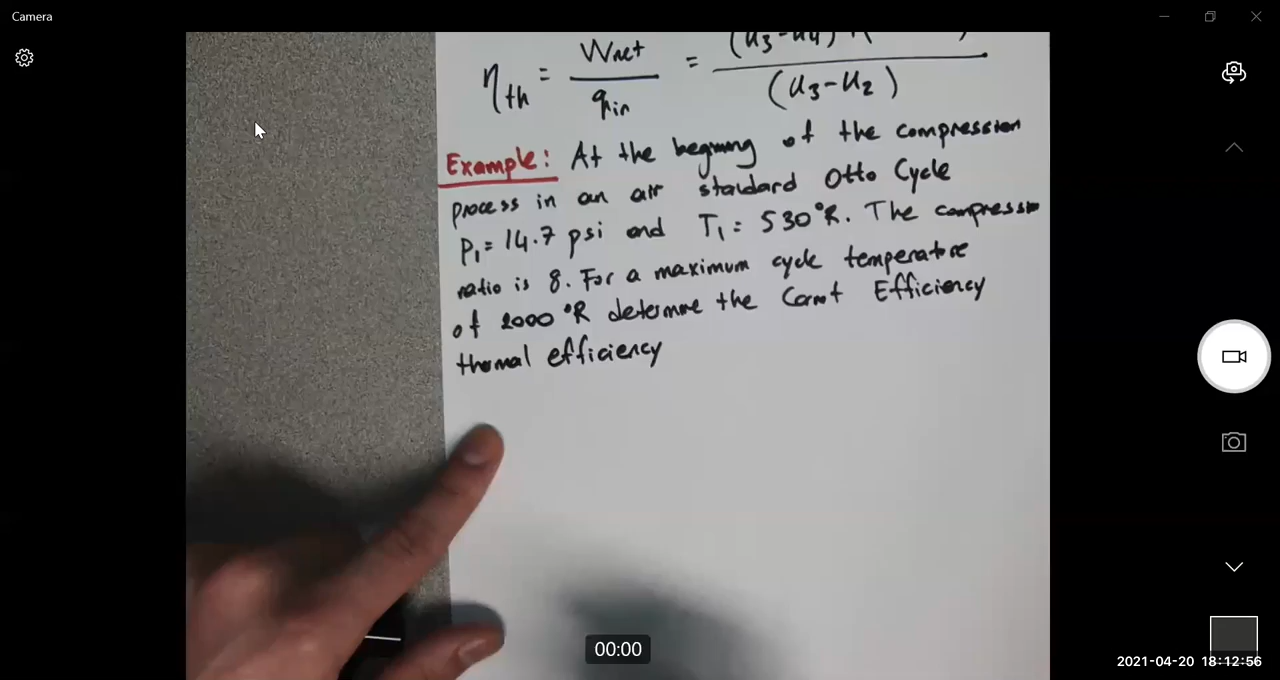 Camera
ηth = Wnet / qin = (u3-u4) + ( ) / (u3-u2)
Example: At the begining of the compression
process in an air standard Otto Cycle
P1= 14.7 psi and T1= 530°R. The compression
ratio is 8. For a maximum cycle temperature
of 2000 °R determine the Carnot Efficiency
thermal efficiency
00:00
2021-04-20 18:12:56